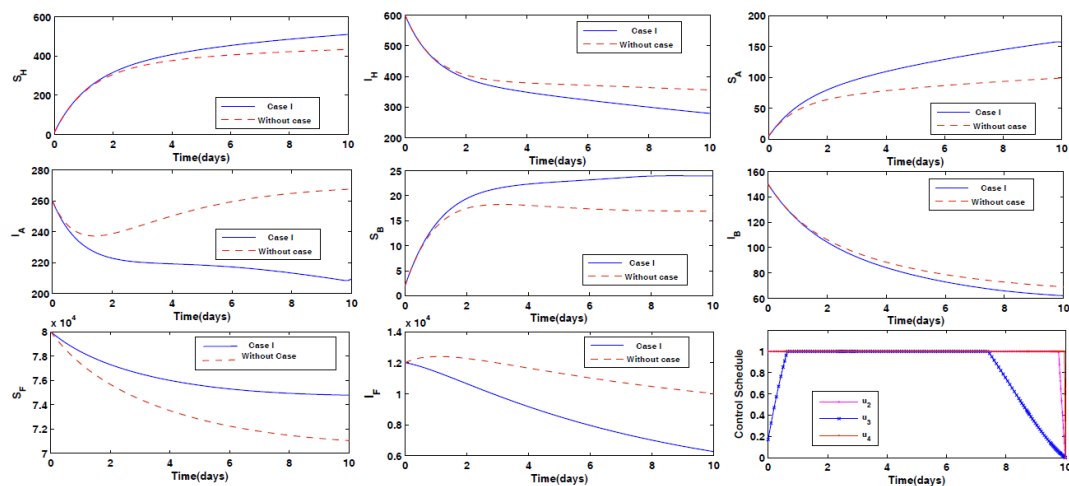 600
400
200
0
S_H
Case I
Without case
0 2 4 6 8 10
Time(days)
600
500
400
300
200
I_H
Case I
Without case
0 2 4 6 8 10
Time(days)
200
150
100
50
0
S_A
Case I
Without case
0 2 4 6 8 10
Time(days)
280
260
240
220
200
I_A
Case I
Without case
0 2 4 6 8 10
Time(days)
25
20
15
10
5
0
S_B
Case I
Without case
0 2 4 6 8 10
Time(days)
160
140
120
100
80
60
I_B
Case I
Without case
0 2 4 6 8 10
Time(days)
x 10^4
8
7.8
7.6
7.4
7.2
7
S_F
Case I
Without Case
0 2 4 6 8 10
Time(days)
x 10^4
1.4
1.2
1
0.8
0.6
I_F
Case I
Without case
0 2 4 6 8 10
Time(days)
1
0.8
0.6
0.4
0.2
0
Control Schedule
u_2
u_3
u_4
0 2 4 6 8 10
Time(days)